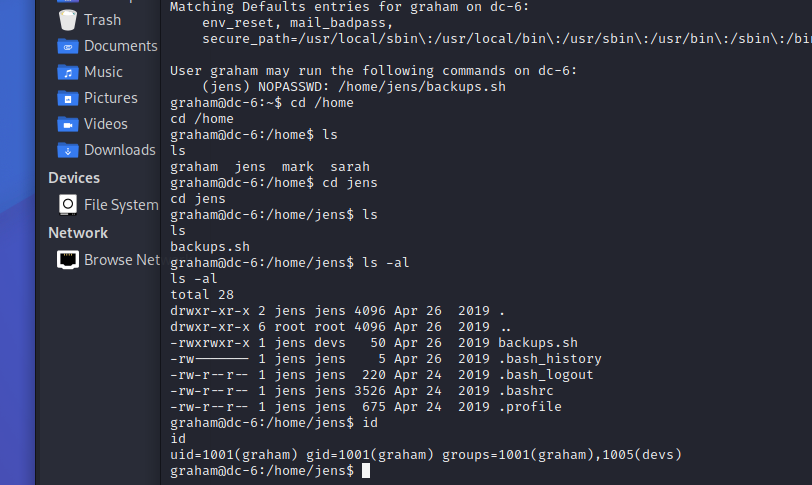 Trash
Documents
Music
Pictures
Videos
Downloads
Devices
File System
Network
Browse Net
Matching Defaults entries for graham on dc-6:
    env_reset, mail_badpass,
    secure_path=/usr/local/sbin\:/usr/local/bin\:/usr/sbin\:/usr/bin\:/sbin\:/bin
User graham may run the following commands on dc-6:
    (jens) NOPASSWD: /home/jens/backups.sh
graham@dc-6:~$ cd /home
cd /home
graham@dc-6:/home$ ls
ls
graham  jens  mark  sarah
graham@dc-6:/home$ cd jens
cd jens
graham@dc-6:/home/jens$ ls
ls
backups.sh
graham@dc-6:/home/jens$ ls -al
ls -al
total 28
drwxr-xr-x 2 jens jens 4096 Apr 26  2019 .
drwxr-xr-x 6 root root 4096 Apr 26  2019 ..
-rwxrwxr-x 1 jens devs   50 Apr 26  2019 backups.sh
-rw------- 1 jens jens    5 Apr 26  2019 .bash_history
-rw-r--r-- 1 jens jens  220 Apr 24  2019 .bash_logout
-rw-r--r-- 1 jens jens 3526 Apr 24  2019 .bashrc
-rw-r--r-- 1 jens jens  675 Apr 24  2019 .profile
graham@dc-6:/home/jens$ id
id
uid=1001(graham) gid=1001(graham) groups=1001(graham),1005(devs)
graham@dc-6:/home/jens$